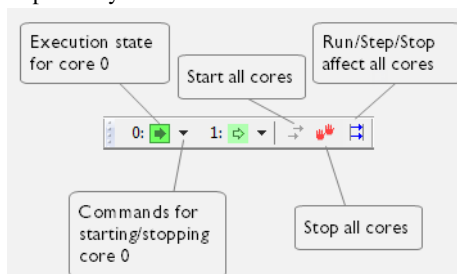 Execution state
for core 0
Start all cores
Run/Step/Stop
affect all cores
0:
1:
Commands for
starting/stopping
core 0
Stop all cores